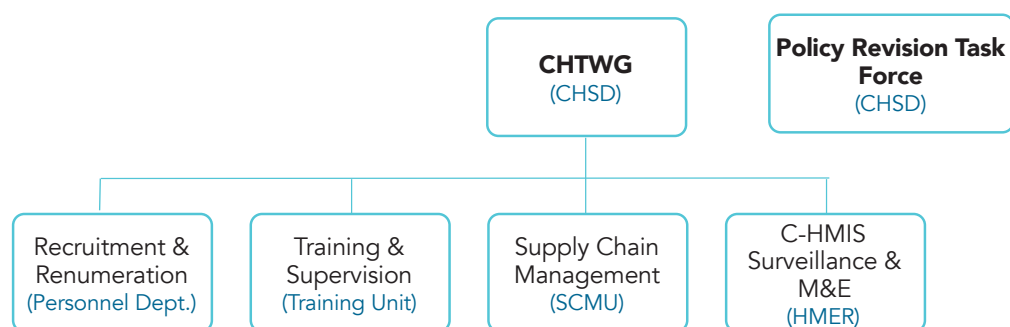 CHTWG
(CHSD)
Policy Revision Task
Force
(CHSD)
Recruitment &
Renumeration
(Personnel Dept.)
Training &
Supervision
(Training Unit)
Supply Chain
Management
(SCMU)
C-HMIS
Surveillance &
M&E
(HMER)